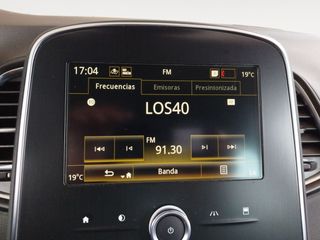 17:04 FM 19°C
Frecuencias Emisoras Presintonizada
LOS40
FM
91.30
19°C Banda